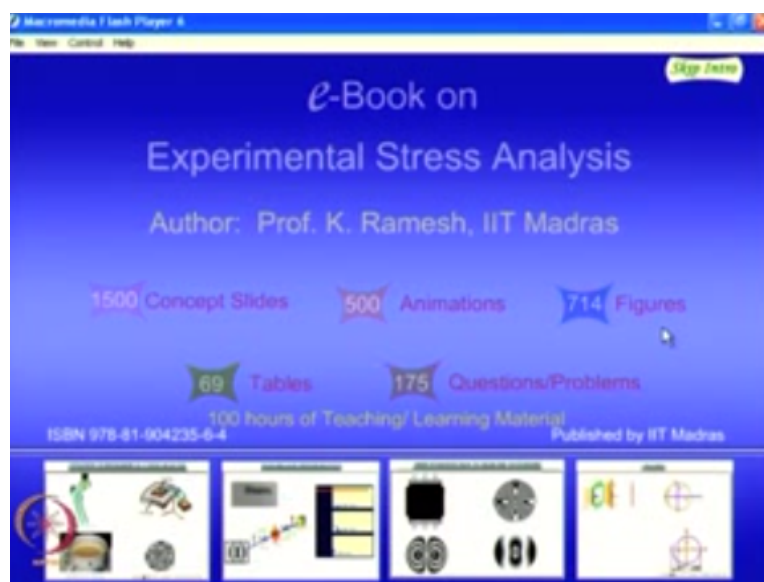 Macromedia Flash Player 6
File View Control Help
Skip Intro
e-Book on
Experimental Stress Analysis
Author: Prof. K. Ramesh, IIT Madras
1500 Concept Slides 500 Animations 714 Figures
69 Tables 175 Questions/Problems
100 hours of Teaching/ Learning Material
ISBN 978-81-904235-6-4 Published by IIT Madras